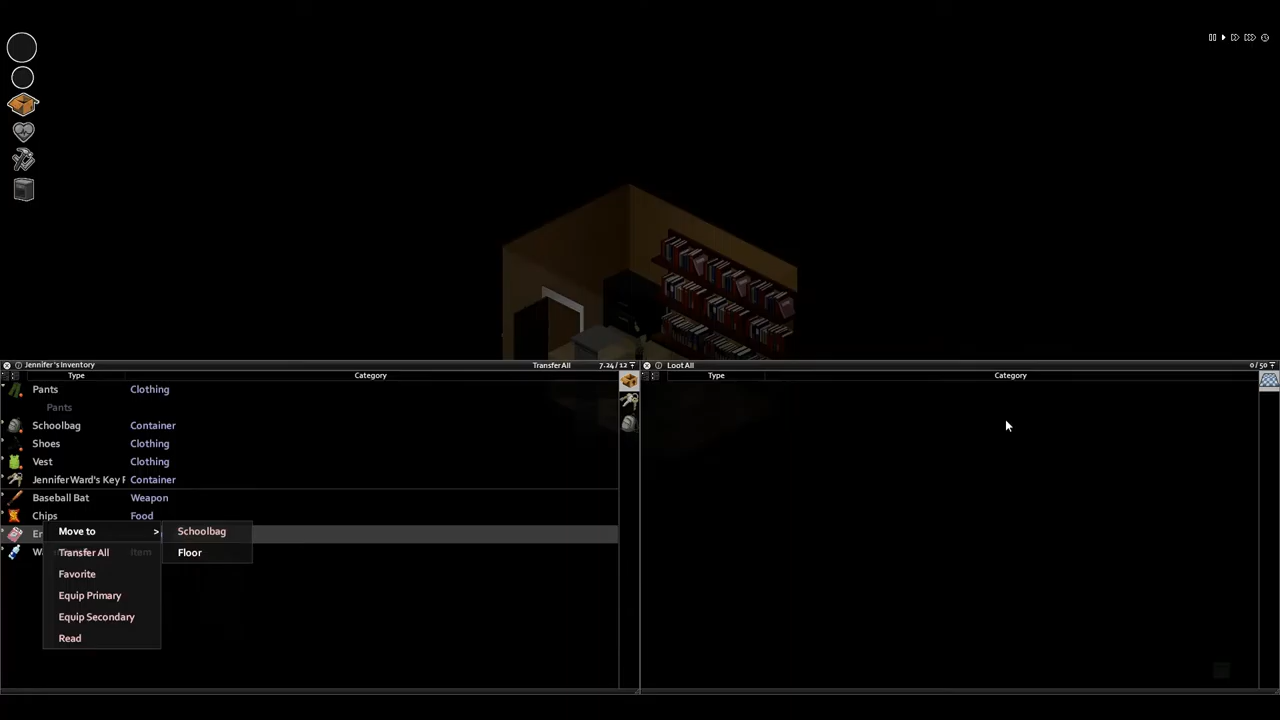 Jennifer's Inventory TransferAll 7.24 / 12
Loot All 0 / 50
Type Category
Type Category
Pants Clothing
Pants
Schoolbag Container
Shoes Clothing
Vest Clothing
Jennifer Ward's Key Container
Baseball Bat Weapon
Chips Food
Move to > Schoolbag
Transfer All Item Floor
Favorite
Equip Primary
Equip Secondary
Read